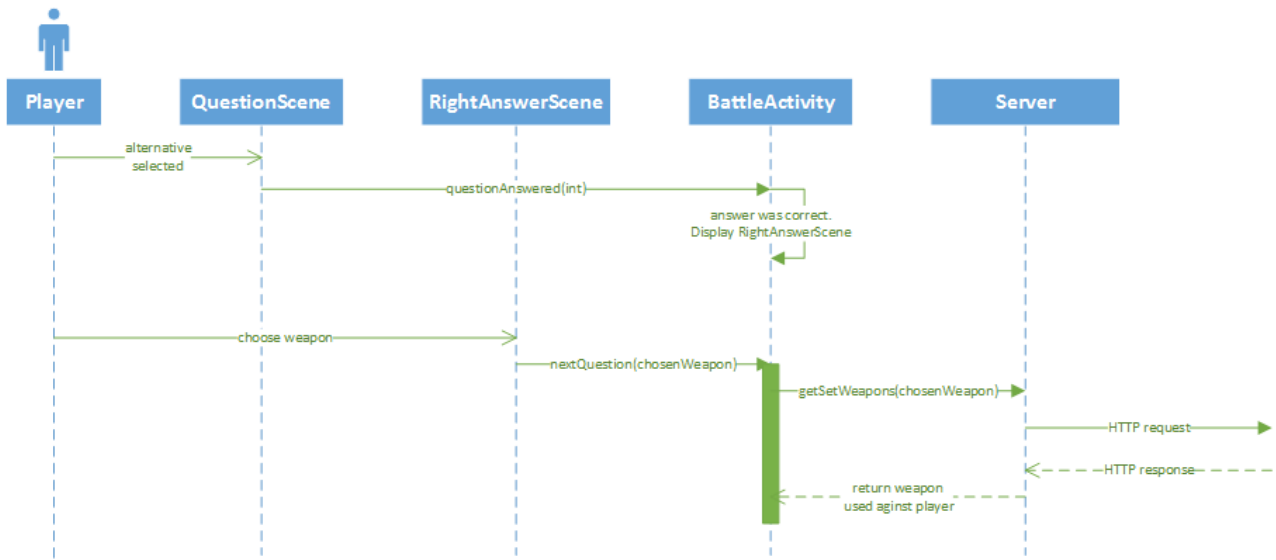 Player
QuestionScene
RightAnswerScene
BattleActivity
Server
alternative
selected
questionAnswered(int)
answer was correct.
Display RightAnswerScene
choose weapon
nextQuestion(chosenWeapon)
getSetWeapons(chosenWeapon)
HTTP request
HTTP response
return weapon
used aginst player